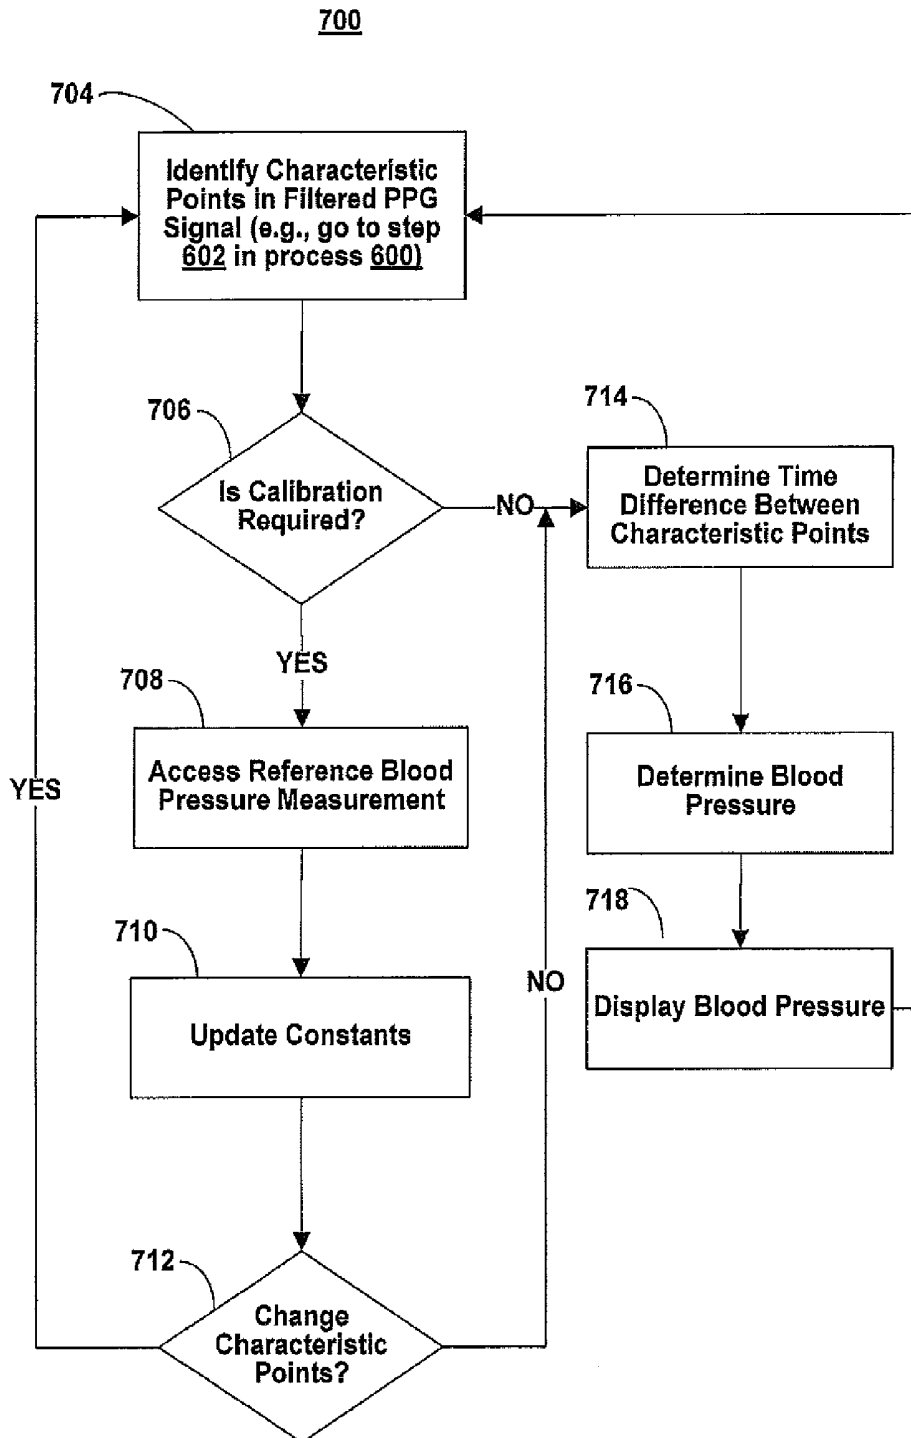 700
704
Identify Characteristic
Points in Filtered PPG
Signal (e.g., go to step
602 in process 600)
706
Is Calibration
Required?
NO
714
Determine Time
Difference Between
Characteristic Points
YES
708
Access Reference Blood
Pressure Measurement
716
Determine Blood
Pressure
YES
710
Update Constants
NO
718
Display Blood Pressure
712
Change
Characteristic
Points?